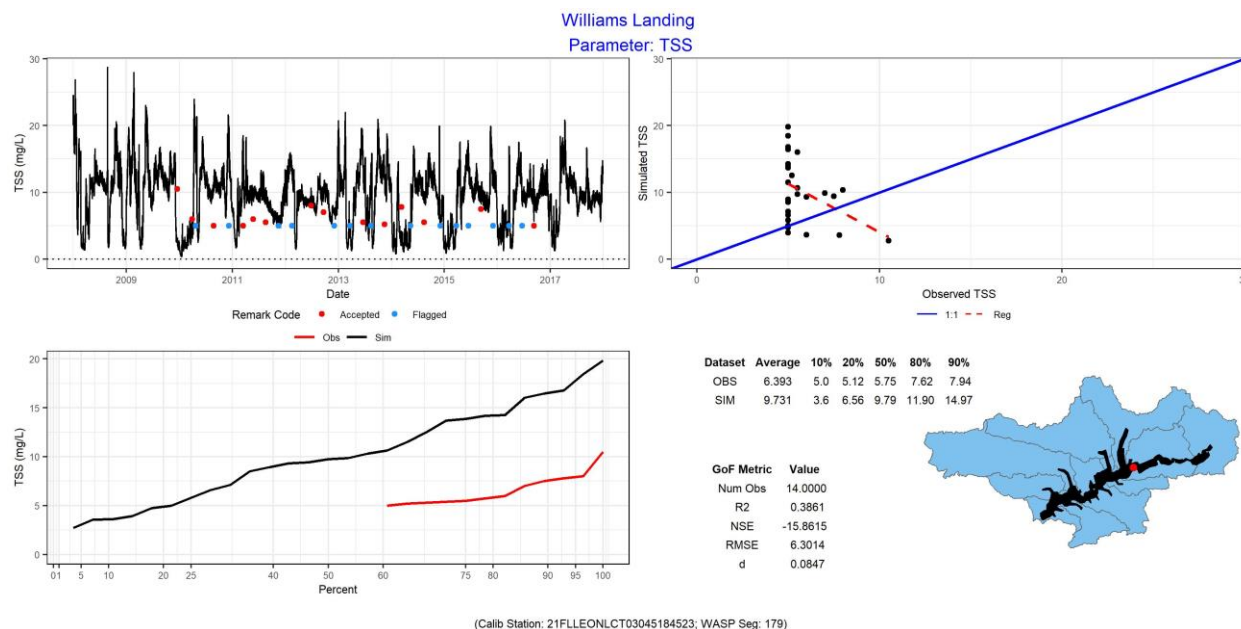 Williams Landing
Parameter: TSS
30
20
10
0
TSS (mg/L)
2009
2011
2013
2015
2017
Date
Remark Code
Accepted
Flagged
30
20
10
0
Simulated TSS
0
10
20
30
Observed TSS
1:1
Reg
Obs
Sim
20
15
10
5
0
TSS (mg/L)
0
1
5
10
20
25
40
60
75
80
90
95
100
Percent
Dataset Average 10% 20% 50% 80% 90%
OBS 6.393 5.0 5.12 5.75 7.62 7.94
SIM 9.731 3.6 6.56 9.79 11.90 14.97
GoF Metric Value
Num Obs 14.0000
R2 0.3861
NSE -15.8615
RMSE 6.3014
d 0.0847
(Calib Station: 21FLLEONLCT03045184523; WASP Seg: 179)